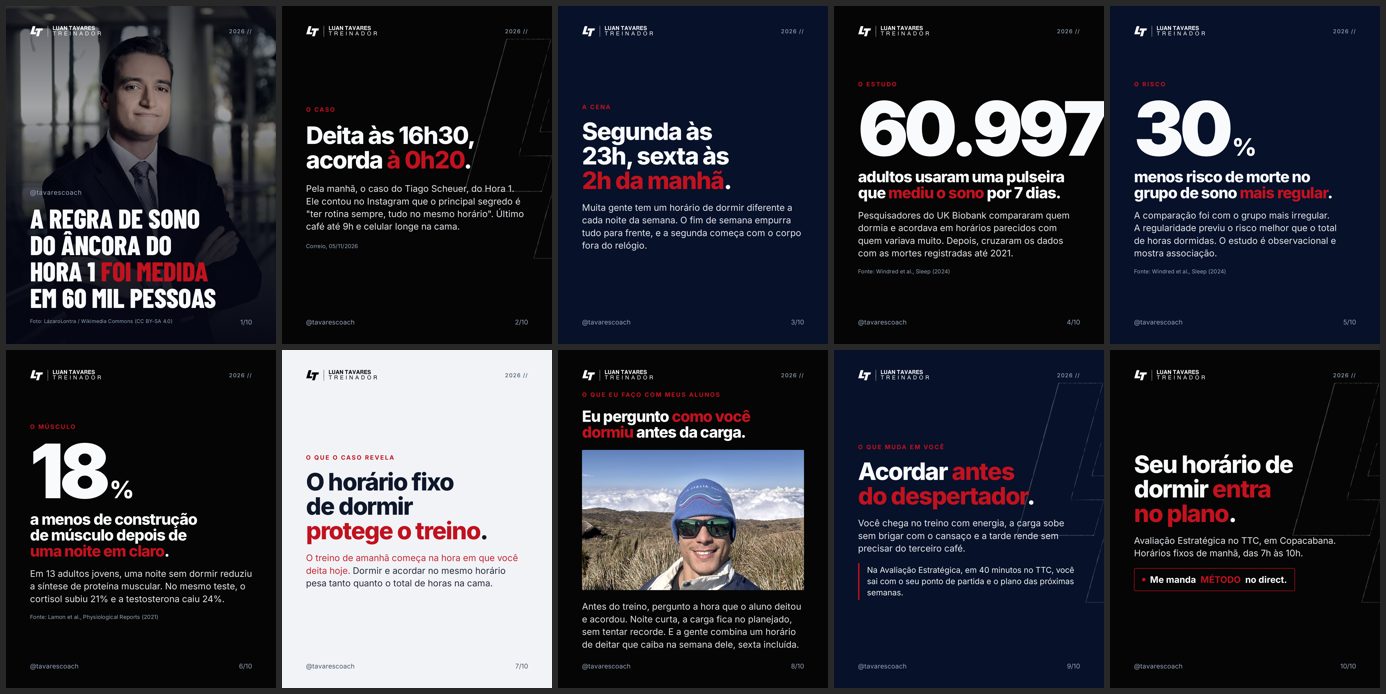 LT | LUAN TAVARES
TREINADOR
2026 //
@tavarescoach
A REGRA DE SONO
DO ÂNCORA DO
HORA 1 FOI MEDIDA
EM 60 MIL PESSOAS
Foto: LázaroLontra / Wikimedia Commons (CC BY-SA 4.0)
1/10
LT | LUAN TAVARES
TREINADOR
2026 //
O CASO
Deita às 16h30,
acorda à 0h20.
Pela manhã, o caso do Tiago Scheuer, do Hora 1.
Ele contou no Instagram que o principal segredo é
"ter rotina sempre, tudo no mesmo horário". Último
café até 9h e celular longe na cama.
Correio, 05/11/2026
@tavarescoach
2/10
LT | LUAN TAVARES
TREINADOR
2026 //
A CENA
Segunda às
23h, sexta às
2h da manhã.
Muita gente tem um horário de dormir diferente a
cada noite da semana. O fim de semana empurra
tudo para frente, e a segunda começa com o corpo
fora do relógio.
@tavarescoach
3/10
LT | LUAN TAVARES
TREINADOR
2026 //
O ESTUDO
60.997
adultos usaram uma pulseira
que mediu o sono por 7 dias.
Pesquisadores do UK Biobank compararam quem
dormia e acordava em horários parecidos com
quem variava muito. Depois, cruzaram os dados
com as mortes registradas até 2021.
Fonte: Windred et al., Sleep (2024)
@tavarescoach
4/10
LT | LUAN TAVARES
TREINADOR
2026 //
O RISCO
30%
menos risco de morte no
grupo de sono mais regular.
A comparação foi com o grupo mais irregular.
A regularidade previu o risco melhor que o total
de horas dormidas. O estudo é observacional e
mostra associação.
Fonte: Windred et al., Sleep (2024)
@tavarescoach
5/10
LT | LUAN TAVARES
TREINADOR
2026 //
O MÚSCULO
18%
a menos de construção
de músculo depois de
uma noite em claro.
Em 13 adultos jovens, uma noite sem dormir reduziu
a síntese de proteína muscular. No mesmo teste, o
cortisol subiu 21% e a testosterona caiu 24%.
Fonte: Lamon et al., Physiological Reports (2021)
@tavarescoach
6/10
LT | LUAN TAVARES
TREINADOR
2026 //
O QUE O CASO REVELA
O horário fixo
de dormir
protege o treino.
O treino de amanhã começa na hora em que você
deita hoje. Dormir e acordar no mesmo horário
pesa tanto quanto o total de horas na cama.
@tavarescoach
7/10
LT | LUAN TAVARES
TREINADOR
2026 //
O QUE EU FAÇO COM MEUS ALUNOS
Eu pergunto como você
dormiu antes da carga.
Antes do treino, pergunto a hora que o aluno deitou
e acordou. Noite curta, a carga fica no planejado,
sem tentar recorde. E a gente combina um horário
de deitar que caiba na semana dele, sexta incluída.
@tavarescoach
8/10
LT | LUAN TAVARES
TREINADOR
2026 //
O QUE MUDA EM VOCÊ
Acordar antes
do despertador.
Você chega no treino com energia, a carga sobe
sem brigar com o cansaço e a tarde rende sem
precisar do terceiro café.
Na Avaliação Estratégica, em 40 minutos no TTC, você
sai com o seu ponto de partida e o plano das próximas
semanas.
@tavarescoach
9/10
LT | LUAN TAVARES
TREINADOR
2026 //
Seu horário de
dormir entra
no plano.
Avaliação Estratégica no TTC, em Copacabana.
Horários fixos de manhã, das 7h às 10h.
• Me manda MÉTODO no direct.
@tavarescoach
10/10